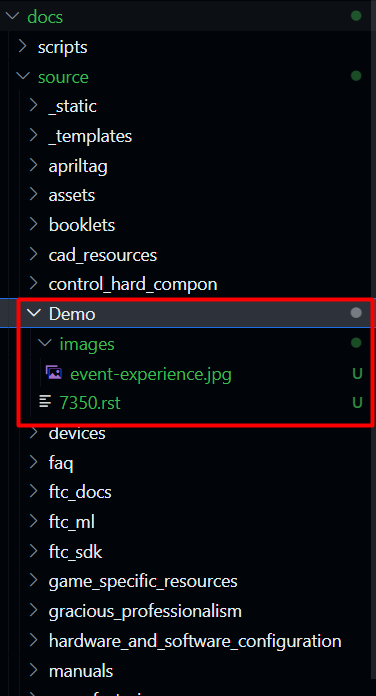 docs
scripts
source
_static
_templates
apriltag
assets
booklets
cad_resources
control_hard_compon
Demo
images
event-experience.jpg U
7350.rst U
devices
faq
ftc_docs
ftc_ml
ftc_sdk
game_specific_resources
gracious_professionalism
hardware_and_software_configuration
manuals